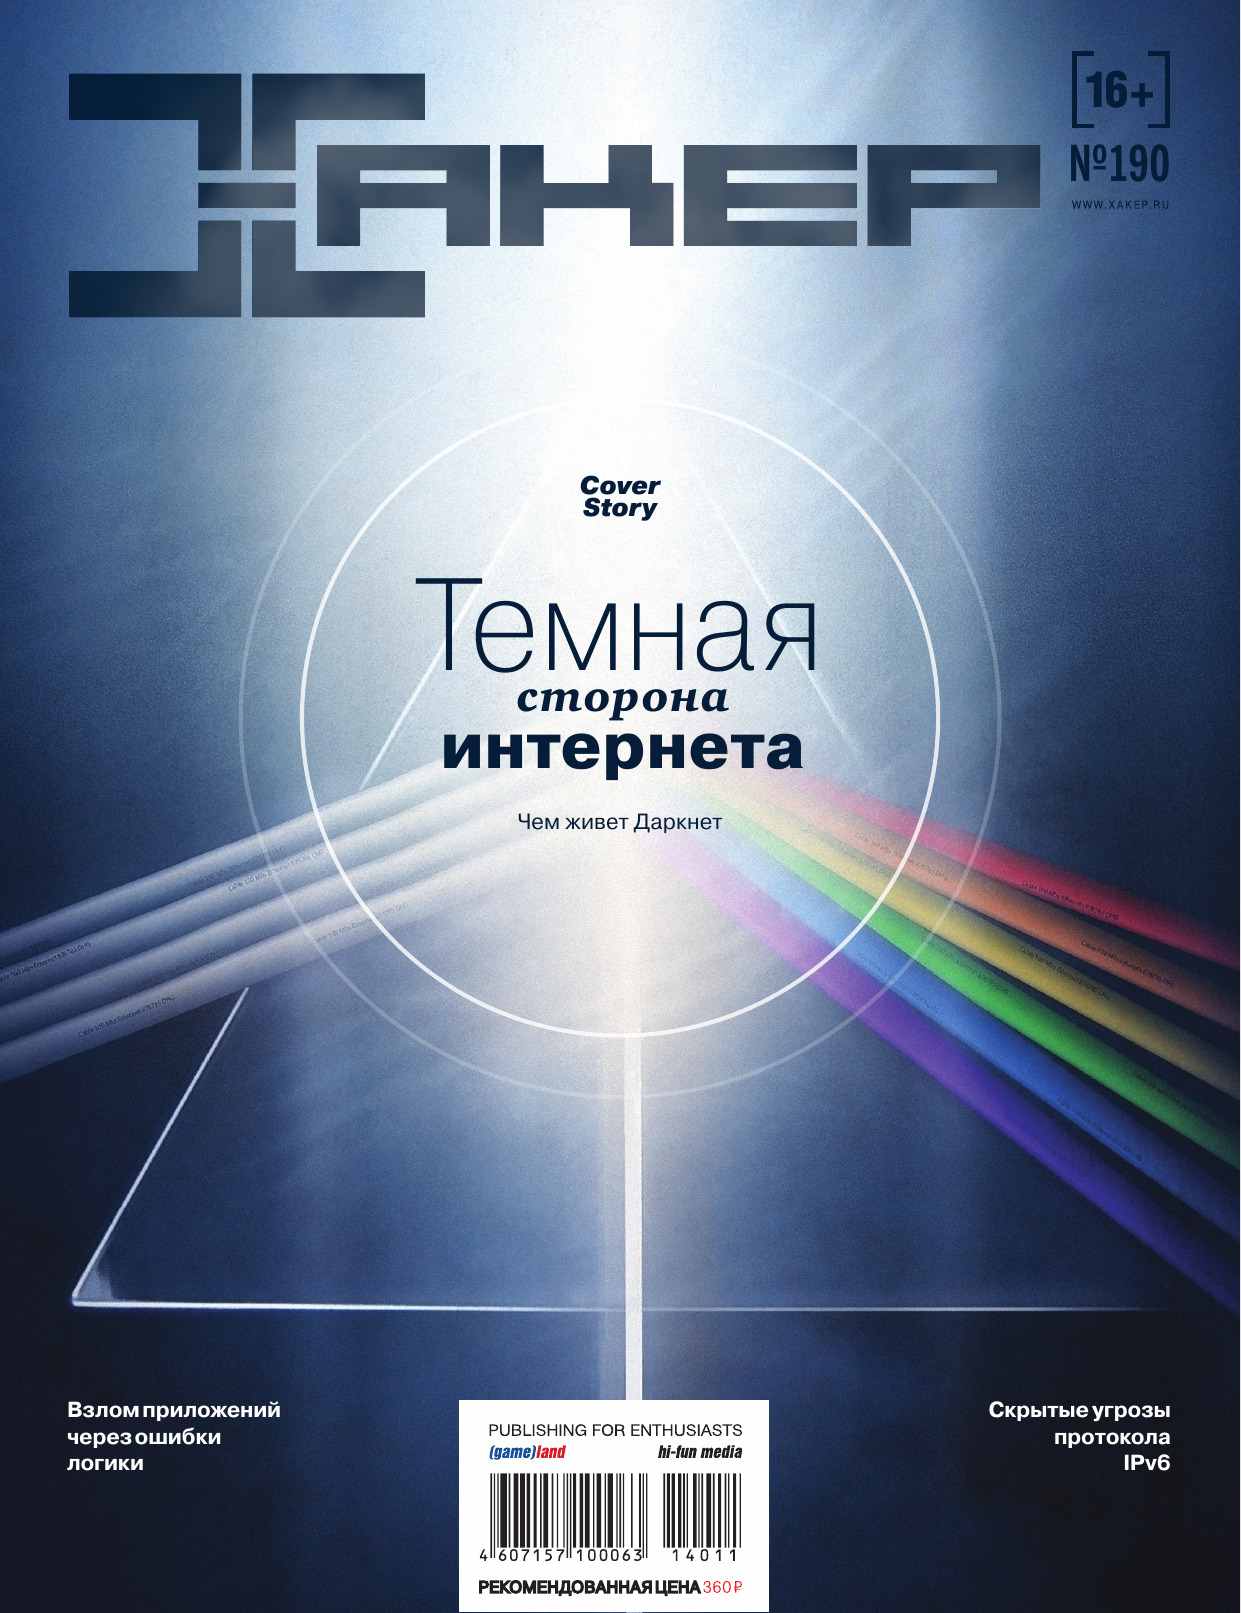 ХАКЕР
16+
№190
WWW.XAKEP.RU
Cover
Story
Темная
сторона
интернета
Чем живет Даркнет
Взлом приложений
через ошибки
логики
Скрытые угрозы
протокола
IPv6
PUBLISHING FOR ENTHUSIASTS
(game)land hi-fun media
4 607157 100063 14011
РЕКОМЕНДОВАННАЯ ЦЕНА 360 ₽